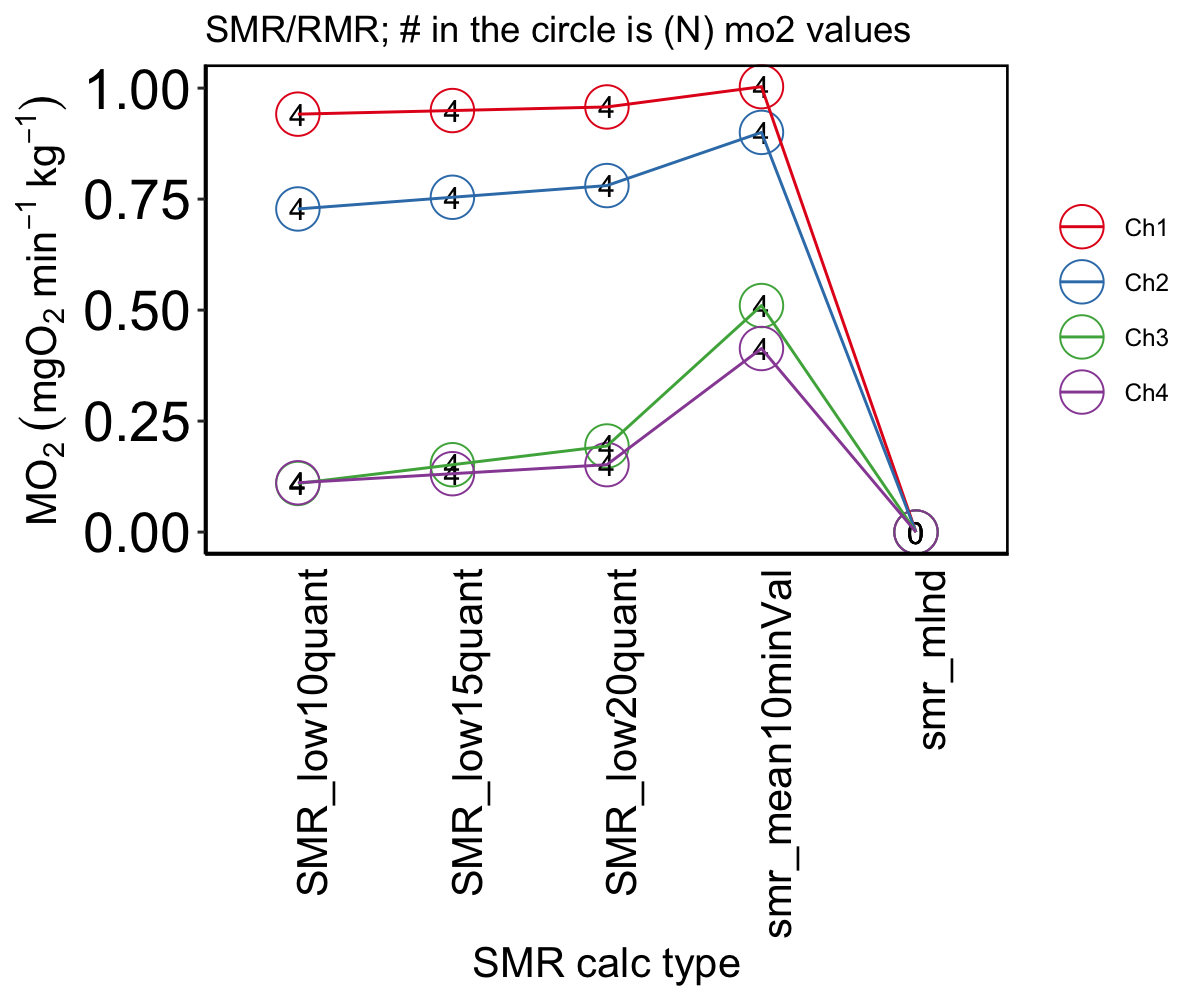 SMR/RMR; # in the circle is (N) mo2 values
MO₂ (mgO₂ min⁻¹ kg⁻¹)
1.00
0.75
0.50
0.25
0.00
4 4 4 4
4 4 4 4
4 4 4 4
4 4 4
0
SMR_low10quant
SMR_low15quant
SMR_low20quant
smr_mean10minVal
smr_mlnd
SMR calc type
Ch1
Ch2
Ch3
Ch4